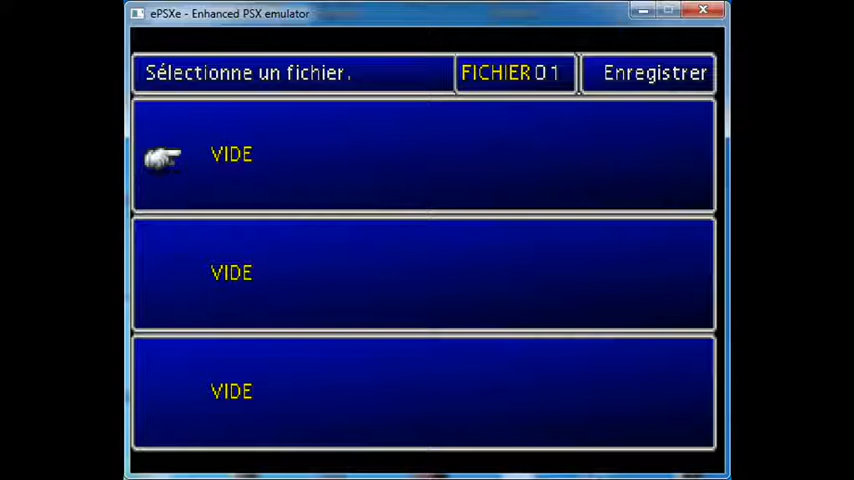 ePSXe - Enhanced PSX emulator
Sélectionne un fichier. FICHIER 01 Enregistrer
VIDE
VIDE
VIDE